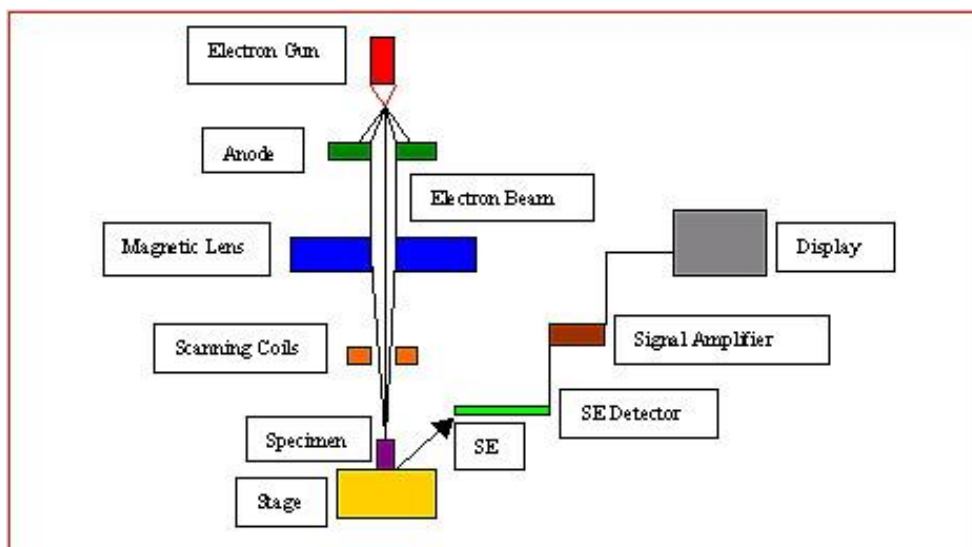 Electron Gun
Anode
Electron Beam
Magnetic Lens
Display
Scanning Coils
Signal Amplifier
SE Detector
Specimen
SE
Stage